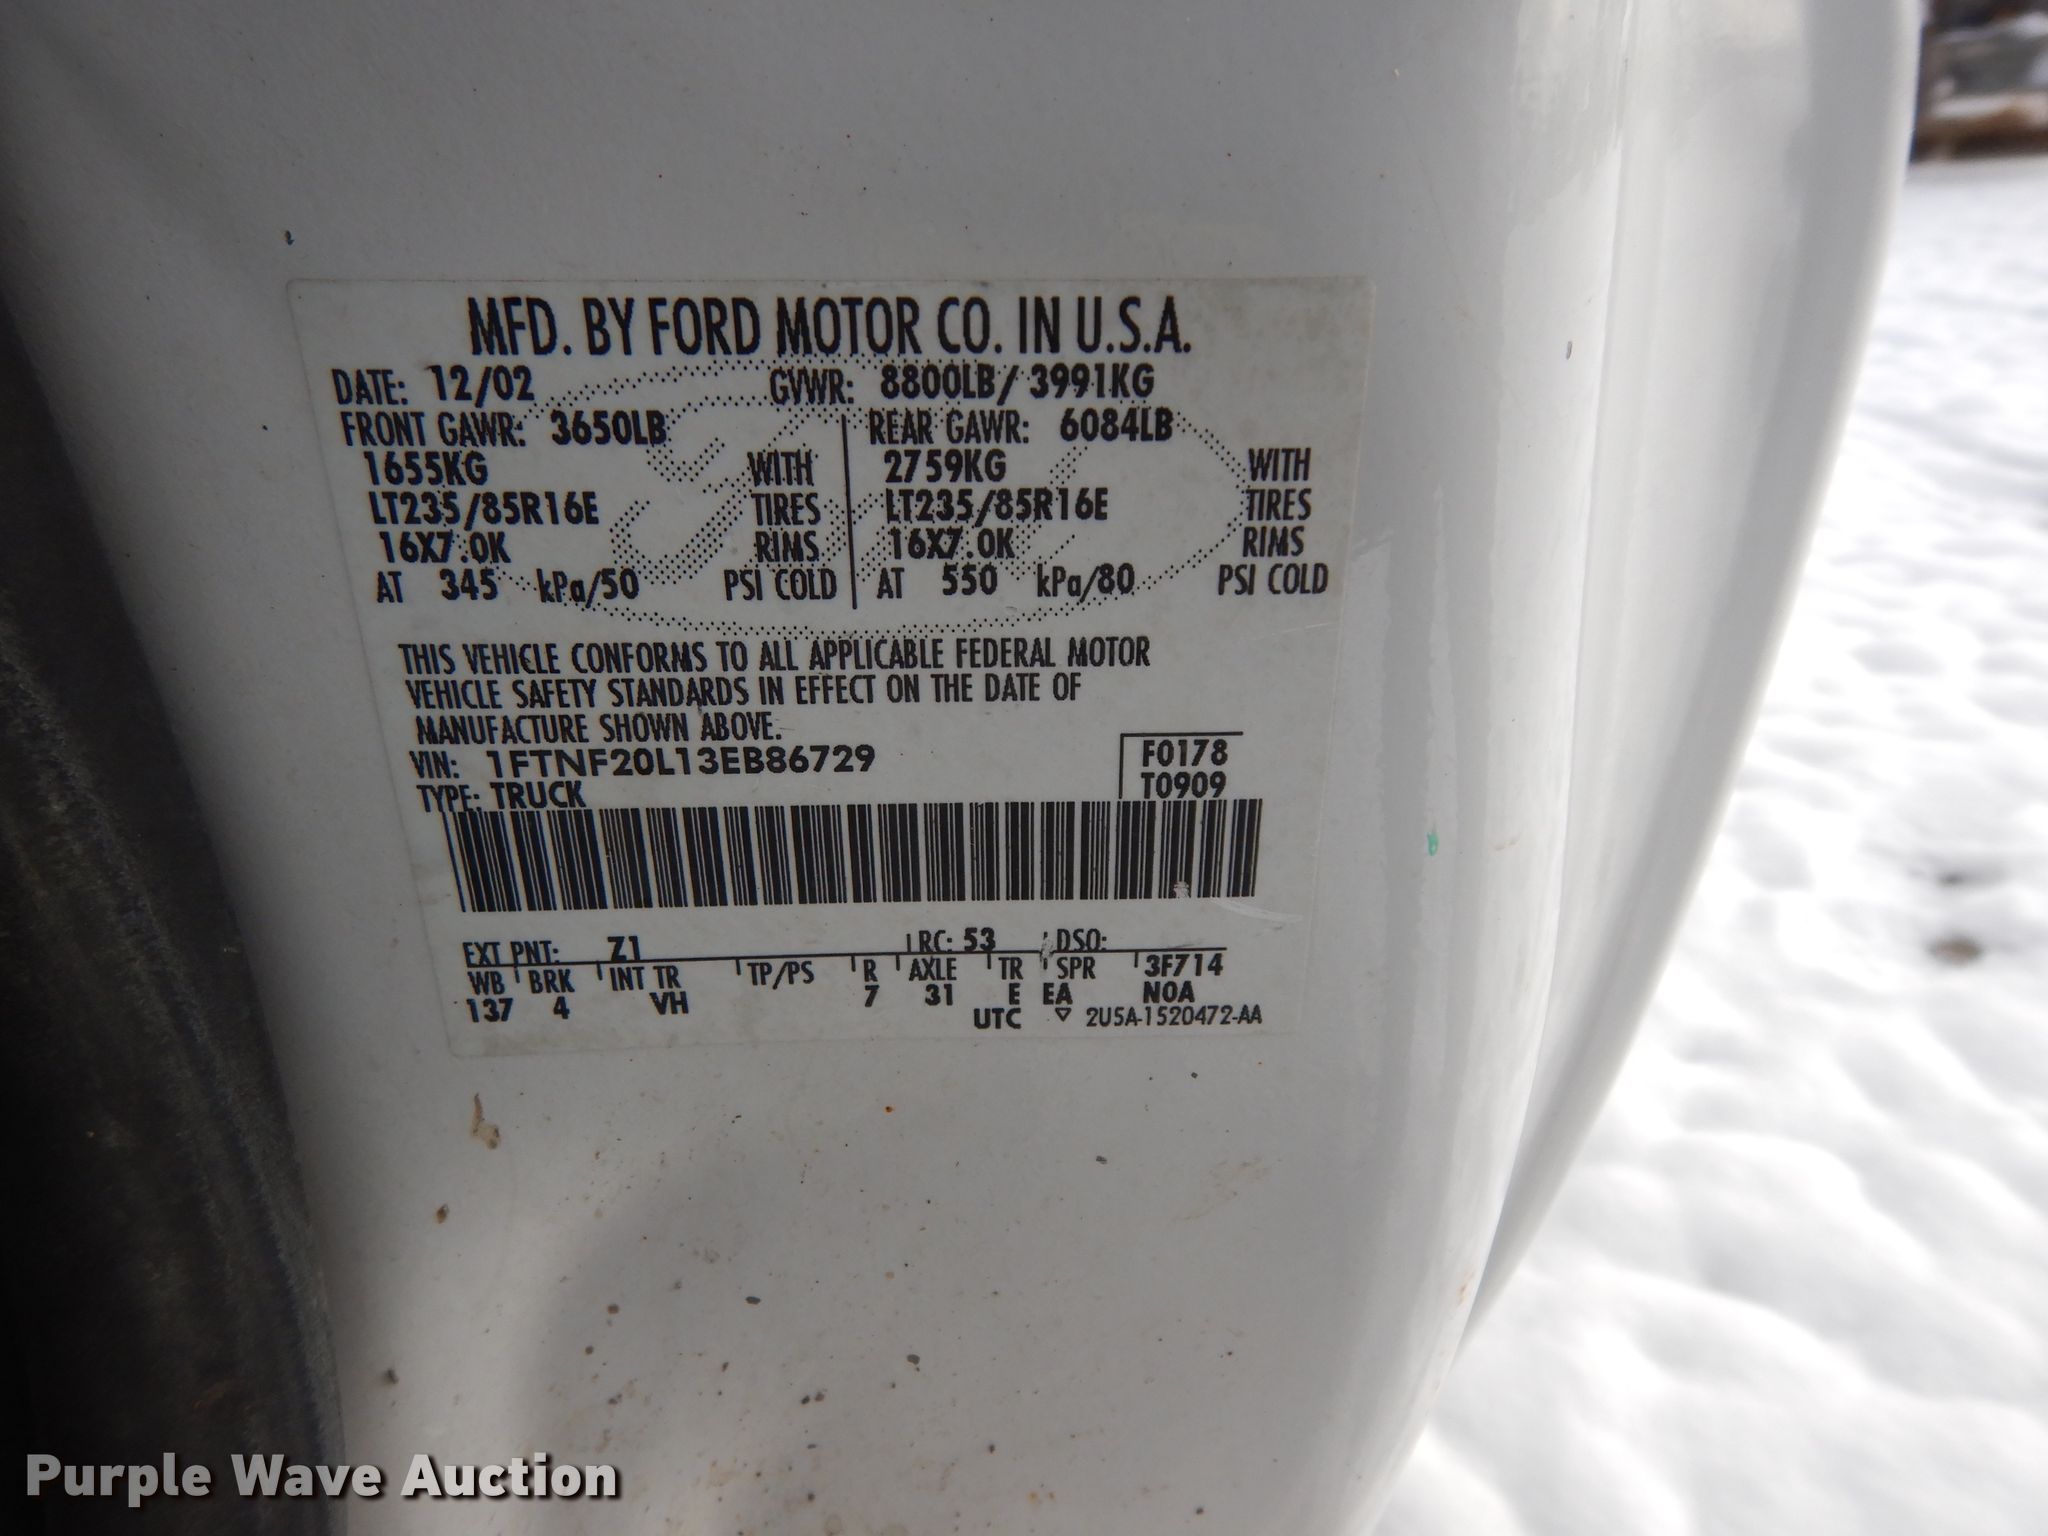 MFD. BY FORD MOTOR CO. IN U.S.A.
DATE: 12/02 GVWR: 8800LB/ 3991KG
FRONT GAWR: 3650LB REAR GAWR: 6084LB
1655KG WITH 2759KG WITH
LT235/85R16E TIRES LT235/85R16E TIRES
16X7.0K RIMS 16X7.0K RIMS
AT 345 kPa/50 PSI COLD AT 550 kPa/80 PSI COLD
THIS VEHICLE CONFORMS TO ALL APPLICABLE FEDERAL MOTOR
VEHICLE SAFETY STANDARDS IN EFFECT ON THE DATE OF
MANUFACTURE SHOWN ABOVE.
VIN: 1FTNF20L13EB86729 F0178
TYPE: TRUCK T0909
EXT PNT: Z1 RC: 53 DSO:
WB BRK INT TR TP/PS R AXLE TR SPR 3F714
137 4 VH 7 31 E EA N0A
UTC ▽ 2U5A-1520472-AA
Purple Wave Auction